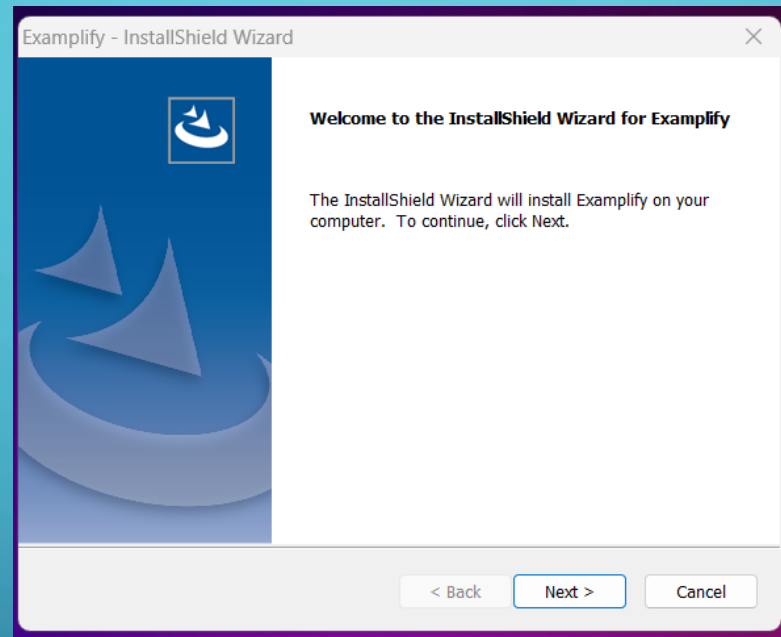 Examplify - InstallShield Wizard
Welcome to the InstallShield Wizard for Examplify
The InstallShield Wizard will install Examplify on your
computer. To continue, click Next.
< Back
Next >
Cancel